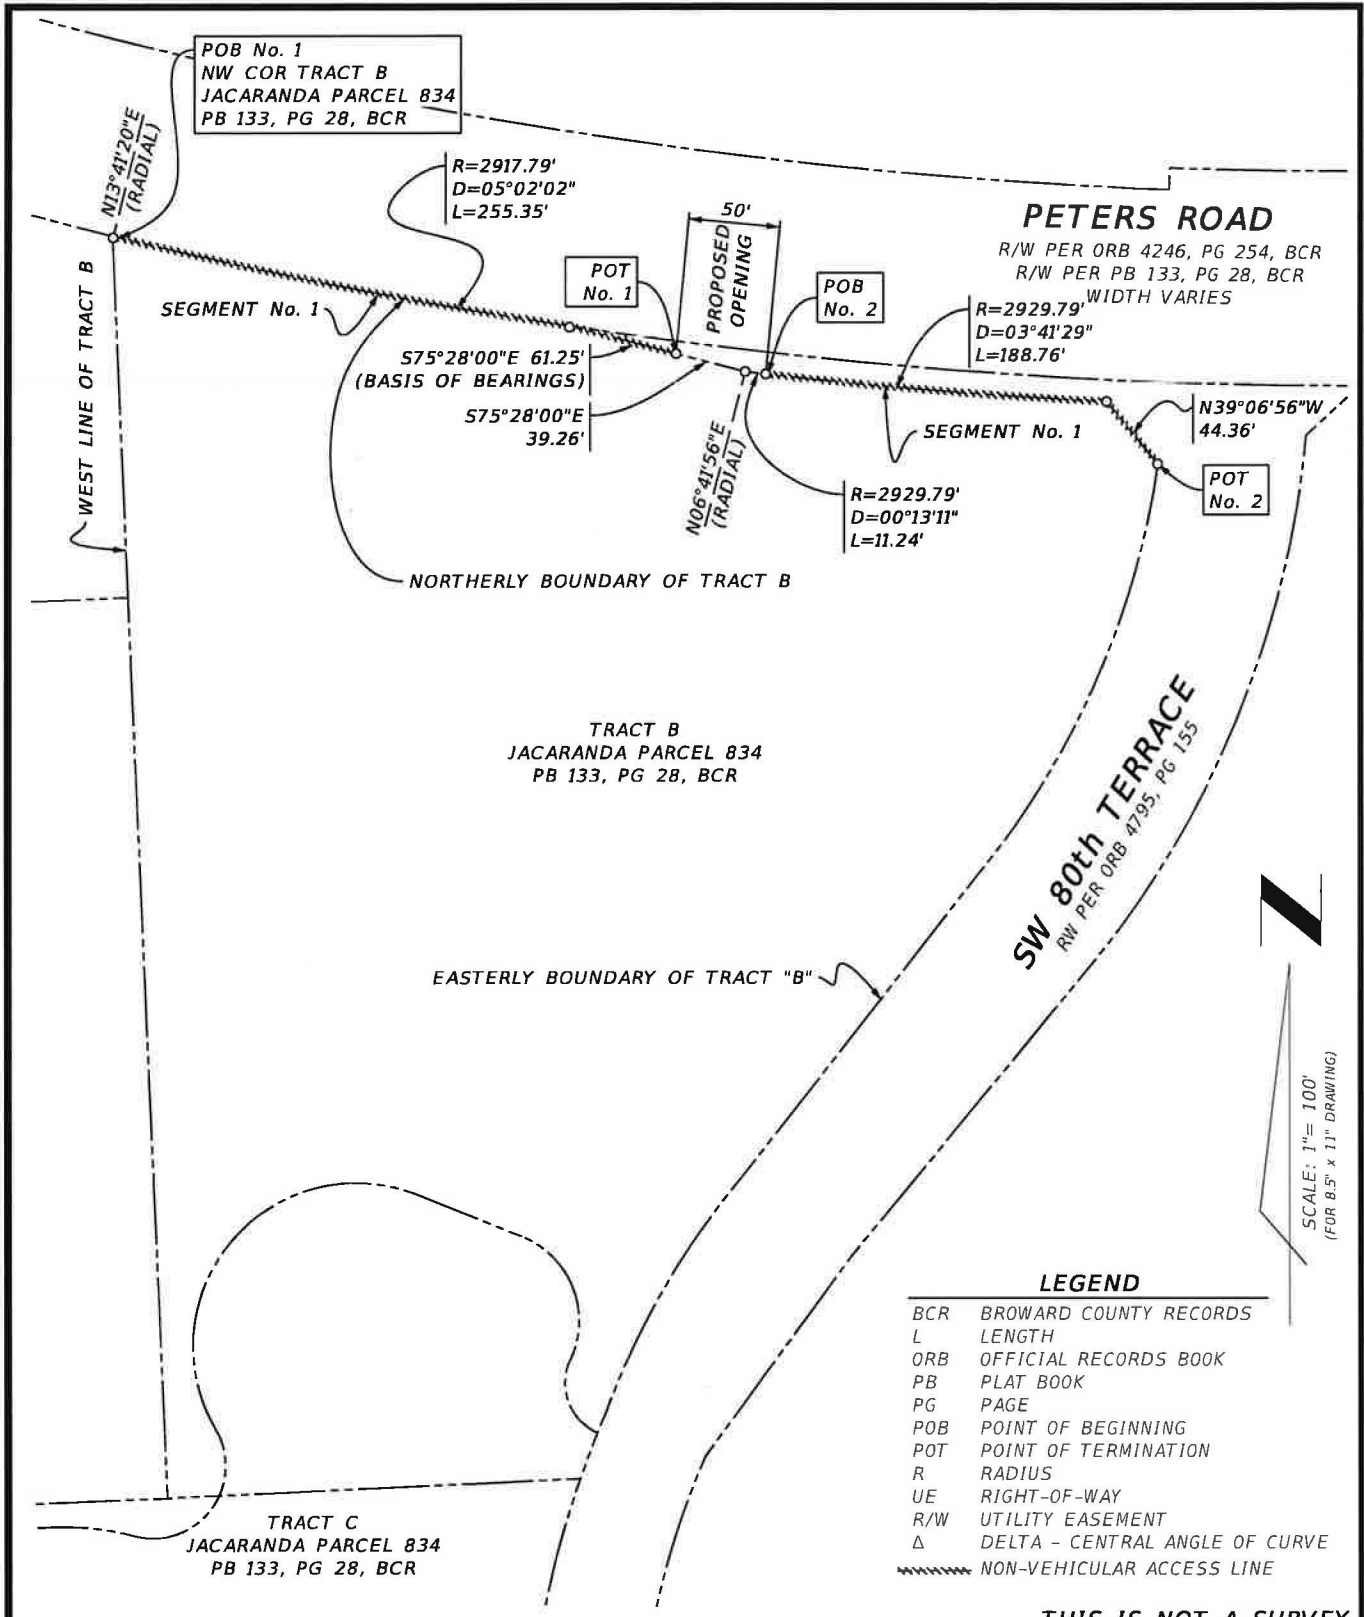 POB No. 1
NW COR TRACT B
JACARANDA PARCEL 834
PB 133, PG 28, BCR
N13°41'20"E
(RADIAL)
R=2917.79'
D=05°02'02"
L=255.35'
50'
PROPOSED
OPENING
PETERS ROAD
R/W PER ORB 4246, PG 254, BCR
R/W PER PB 133, PG 28, BCR
WIDTH VARIES
POT
No. 1
POB
No. 2
R=2929.79'
D=03°41'29"
L=188.76'
SEGMENT No. 1
WEST LINE OF TRACT B
S75°28'00"E 61.25'
(BASIS OF BEARINGS)
S75°28'00"E
39.26'
N06°41'56"E
(RADIAL)
SEGMENT No. 1
N39°06'56"W
44.36'
POT
No. 2
R=2929.79'
D=00°13'11"
L=11.24'
NORTHERLY BOUNDARY OF TRACT B
TRACT B
JACARANDA PARCEL 834
PB 133, PG 28, BCR
SW 80th TERRACE
RW PER ORB 4795, PG 155
EASTERLY BOUNDARY OF TRACT "B"
N
SCALE: 1"= 100'
(FOR 8.5" x 11" DRAWING)
LEGEND
BCR BROWARD COUNTY RECORDS
L LENGTH
ORB OFFICIAL RECORDS BOOK
PB PLAT BOOK
PG PAGE
POB POINT OF BEGINNING
POT POINT OF TERMINATION
R RADIUS
UE RIGHT-OF-WAY
R/W UTILITY EASEMENT
Δ DELTA - CENTRAL ANGLE OF CURVE
NON-VEHICULAR ACCESS LINE
TRACT C
JACARANDA PARCEL 834
PB 133, PG 28, BCR
THIS IS NOT A SURVEY